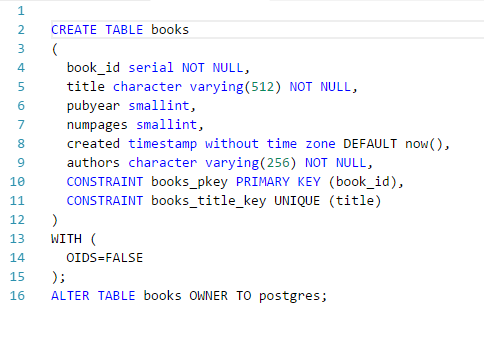 1
2 CREATE TABLE books
3 (
4   book_id serial NOT NULL,
5   title character varying(512) NOT NULL,
6   pubyear smallint,
7   numpages smallint,
8   created timestamp without time zone DEFAULT now(),
9   authors character varying(256) NOT NULL,
10   CONSTRAINT books_pkey PRIMARY KEY (book_id),
11   CONSTRAINT books_title_key UNIQUE (title)
12 )
13 WITH (
14   OIDS=FALSE
15 );
16 ALTER TABLE books OWNER TO postgres;